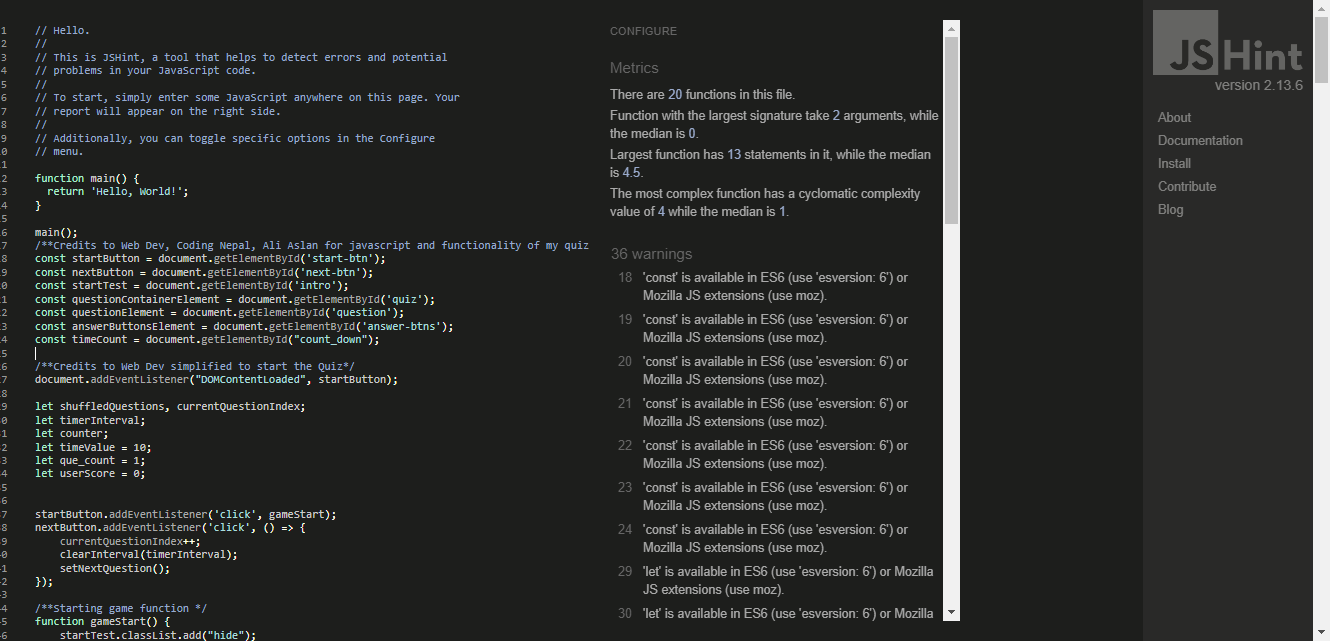 1 // Hello.
2 //
3 // This is JSHint, a tool that helps to detect errors and potential
4 // problems in your JavaScript code.
5 //
6 // To start, simply enter some JavaScript anywhere on this page. Your
7 // report will appear on the right side.
8 //
9 // Additionally, you can toggle specific options in the Configure
0 // menu.
1
2 function main() {
3 return 'Hello, World!';
4 }
5
6 main();
7 /**Credits to Web Dev, Coding Nepal, Ali Aslan for javascript and functionality of my quiz
8 const startButton = document.getElementById('start-btn');
9 const nextButton = document.getElementById('next-btn');
0 const startTest = document.getElementById('intro');
1 const questionContainerElement = document.getElementById('quiz');
2 const questionElement = document.getElementById('question');
3 const answerButtonsElement = document.getElementById('answer-btns');
4 const timeCount = document.getElementById("count_down");
5
6 /**Credits to Web Dev simplified to start the Quiz*/
7 document.addEventListener("DOMContentLoaded", startButton);
8
9 let shuffledQuestions, currentQuestionIndex;
0 let timerInterval;
1 let counter;
2 let timeValue = 10;
3 let que_count = 1;
4 let userScore = 0;
5
6
7 startButton.addEventListener('click', gameStart);
8 nextButton.addEventListener('click', () => {
9 currentQuestionIndex++;
0 clearInterval(timerInterval);
1 setNextQuestion();
2 });
3
4 /**Starting game function */
5 function gameStart() {
6 startTest.classList.add("hide");
CONFIGURE
Metrics
There are 20 functions in this file.
Function with the largest signature take 2 arguments, while
the median is 0.
Largest function has 13 statements in it, while the median
is 4.5.
The most complex function has a cyclomatic complexity
value of 4 while the median is 1.
36 warnings
18 'const' is available in ES6 (use 'esversion: 6') or
Mozilla JS extensions (use moz).
19 'const' is available in ES6 (use 'esversion: 6') or
Mozilla JS extensions (use moz).
20 'const' is available in ES6 (use 'esversion: 6') or
Mozilla JS extensions (use moz).
21 'const' is available in ES6 (use 'esversion: 6') or
Mozilla JS extensions (use moz).
22 'const' is available in ES6 (use 'esversion: 6') or
Mozilla JS extensions (use moz).
23 'const' is available in ES6 (use 'esversion: 6') or
Mozilla JS extensions (use moz).
24 'const' is available in ES6 (use 'esversion: 6') or
Mozilla JS extensions (use moz).
29 'let' is available in ES6 (use 'esversion: 6') or Mozilla
JS extensions (use moz).
30 'let' is available in ES6 (use 'esversion: 6') or Mozilla
JSHint
version 2.13.6
About
Documentation
Install
Contribute
Blog